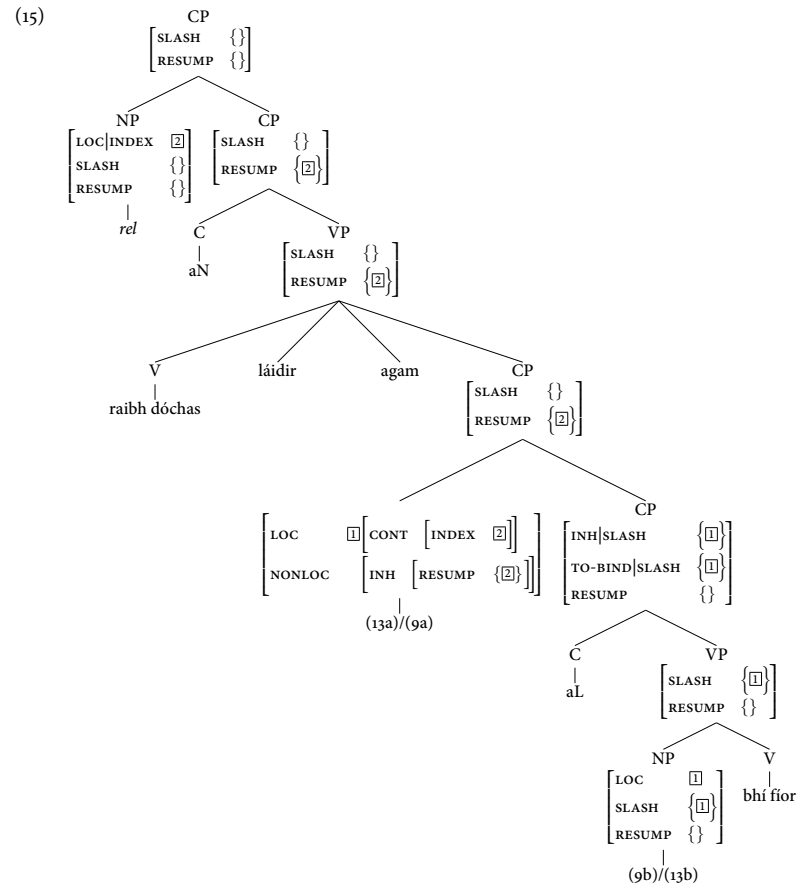 (15)
CP
[SLASH {}]
[RESUMP {}]
NP CP
[LOC|INDEX 2] [SLASH {}]
[SLASH {}] [RESUMP {2}]
[RESUMP {}]
rel
C VP
aN [SLASH {}]
[RESUMP {2}]
V láidir agam CP
raibh dóchas [SLASH {}]
[RESUMP {2}]
CP
[LOC 1[CONT [INDEX 2]]] [INH|SLASH {1}]
[NONLOC [INH [RESUMP {2}]]] [TO-BIND|SLASH {1}]
[RESUMP {}]
(13a)/(9a)
C VP
aL [SLASH {1}]
[RESUMP {}]
NP V
[LOC 1] bhí fíor
[SLASH {1}]
[RESUMP {}]
(9b)/(13b)